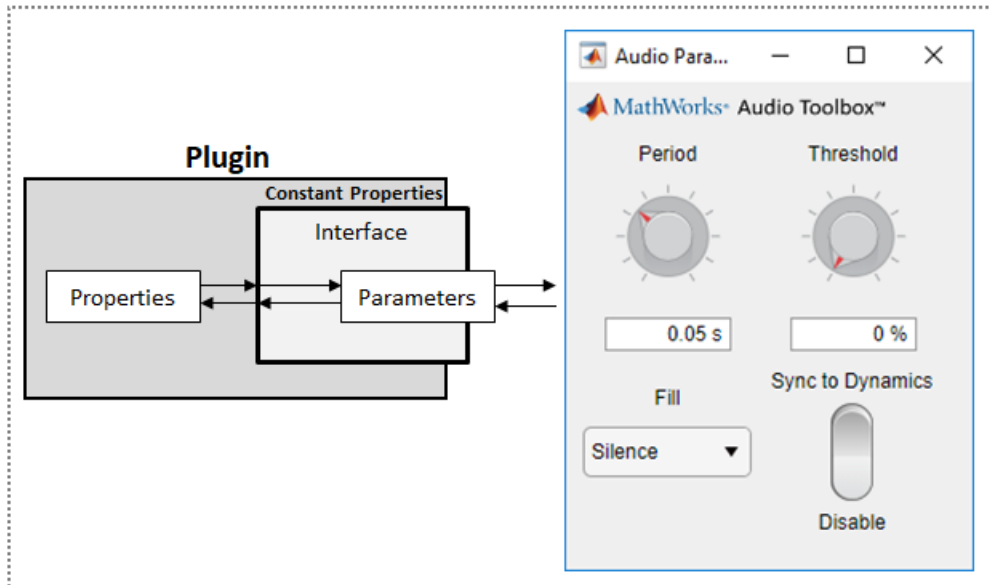 Plugin
Constant Properties
Interface
Properties
Parameters
Audio Para...
MathWorks® Audio Toolbox™
Period
Threshold
0.05 s
0 %
Fill
Sync to Dynamics
Silence
Disable